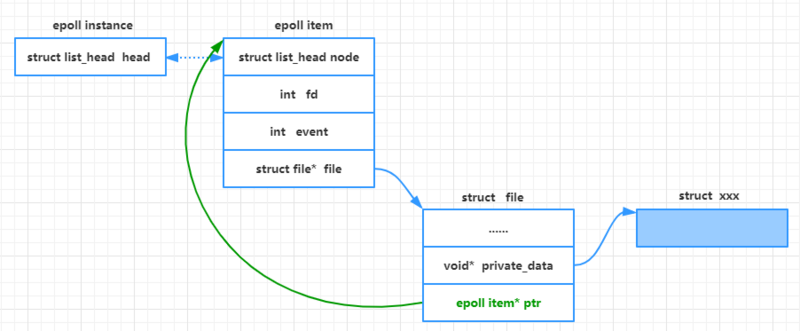 epoll instance
struct list_head head
epoll item
struct list_head node
int fd
int event
struct file* file
struct file
......
void* private_data
epoll item* ptr
struct xxx